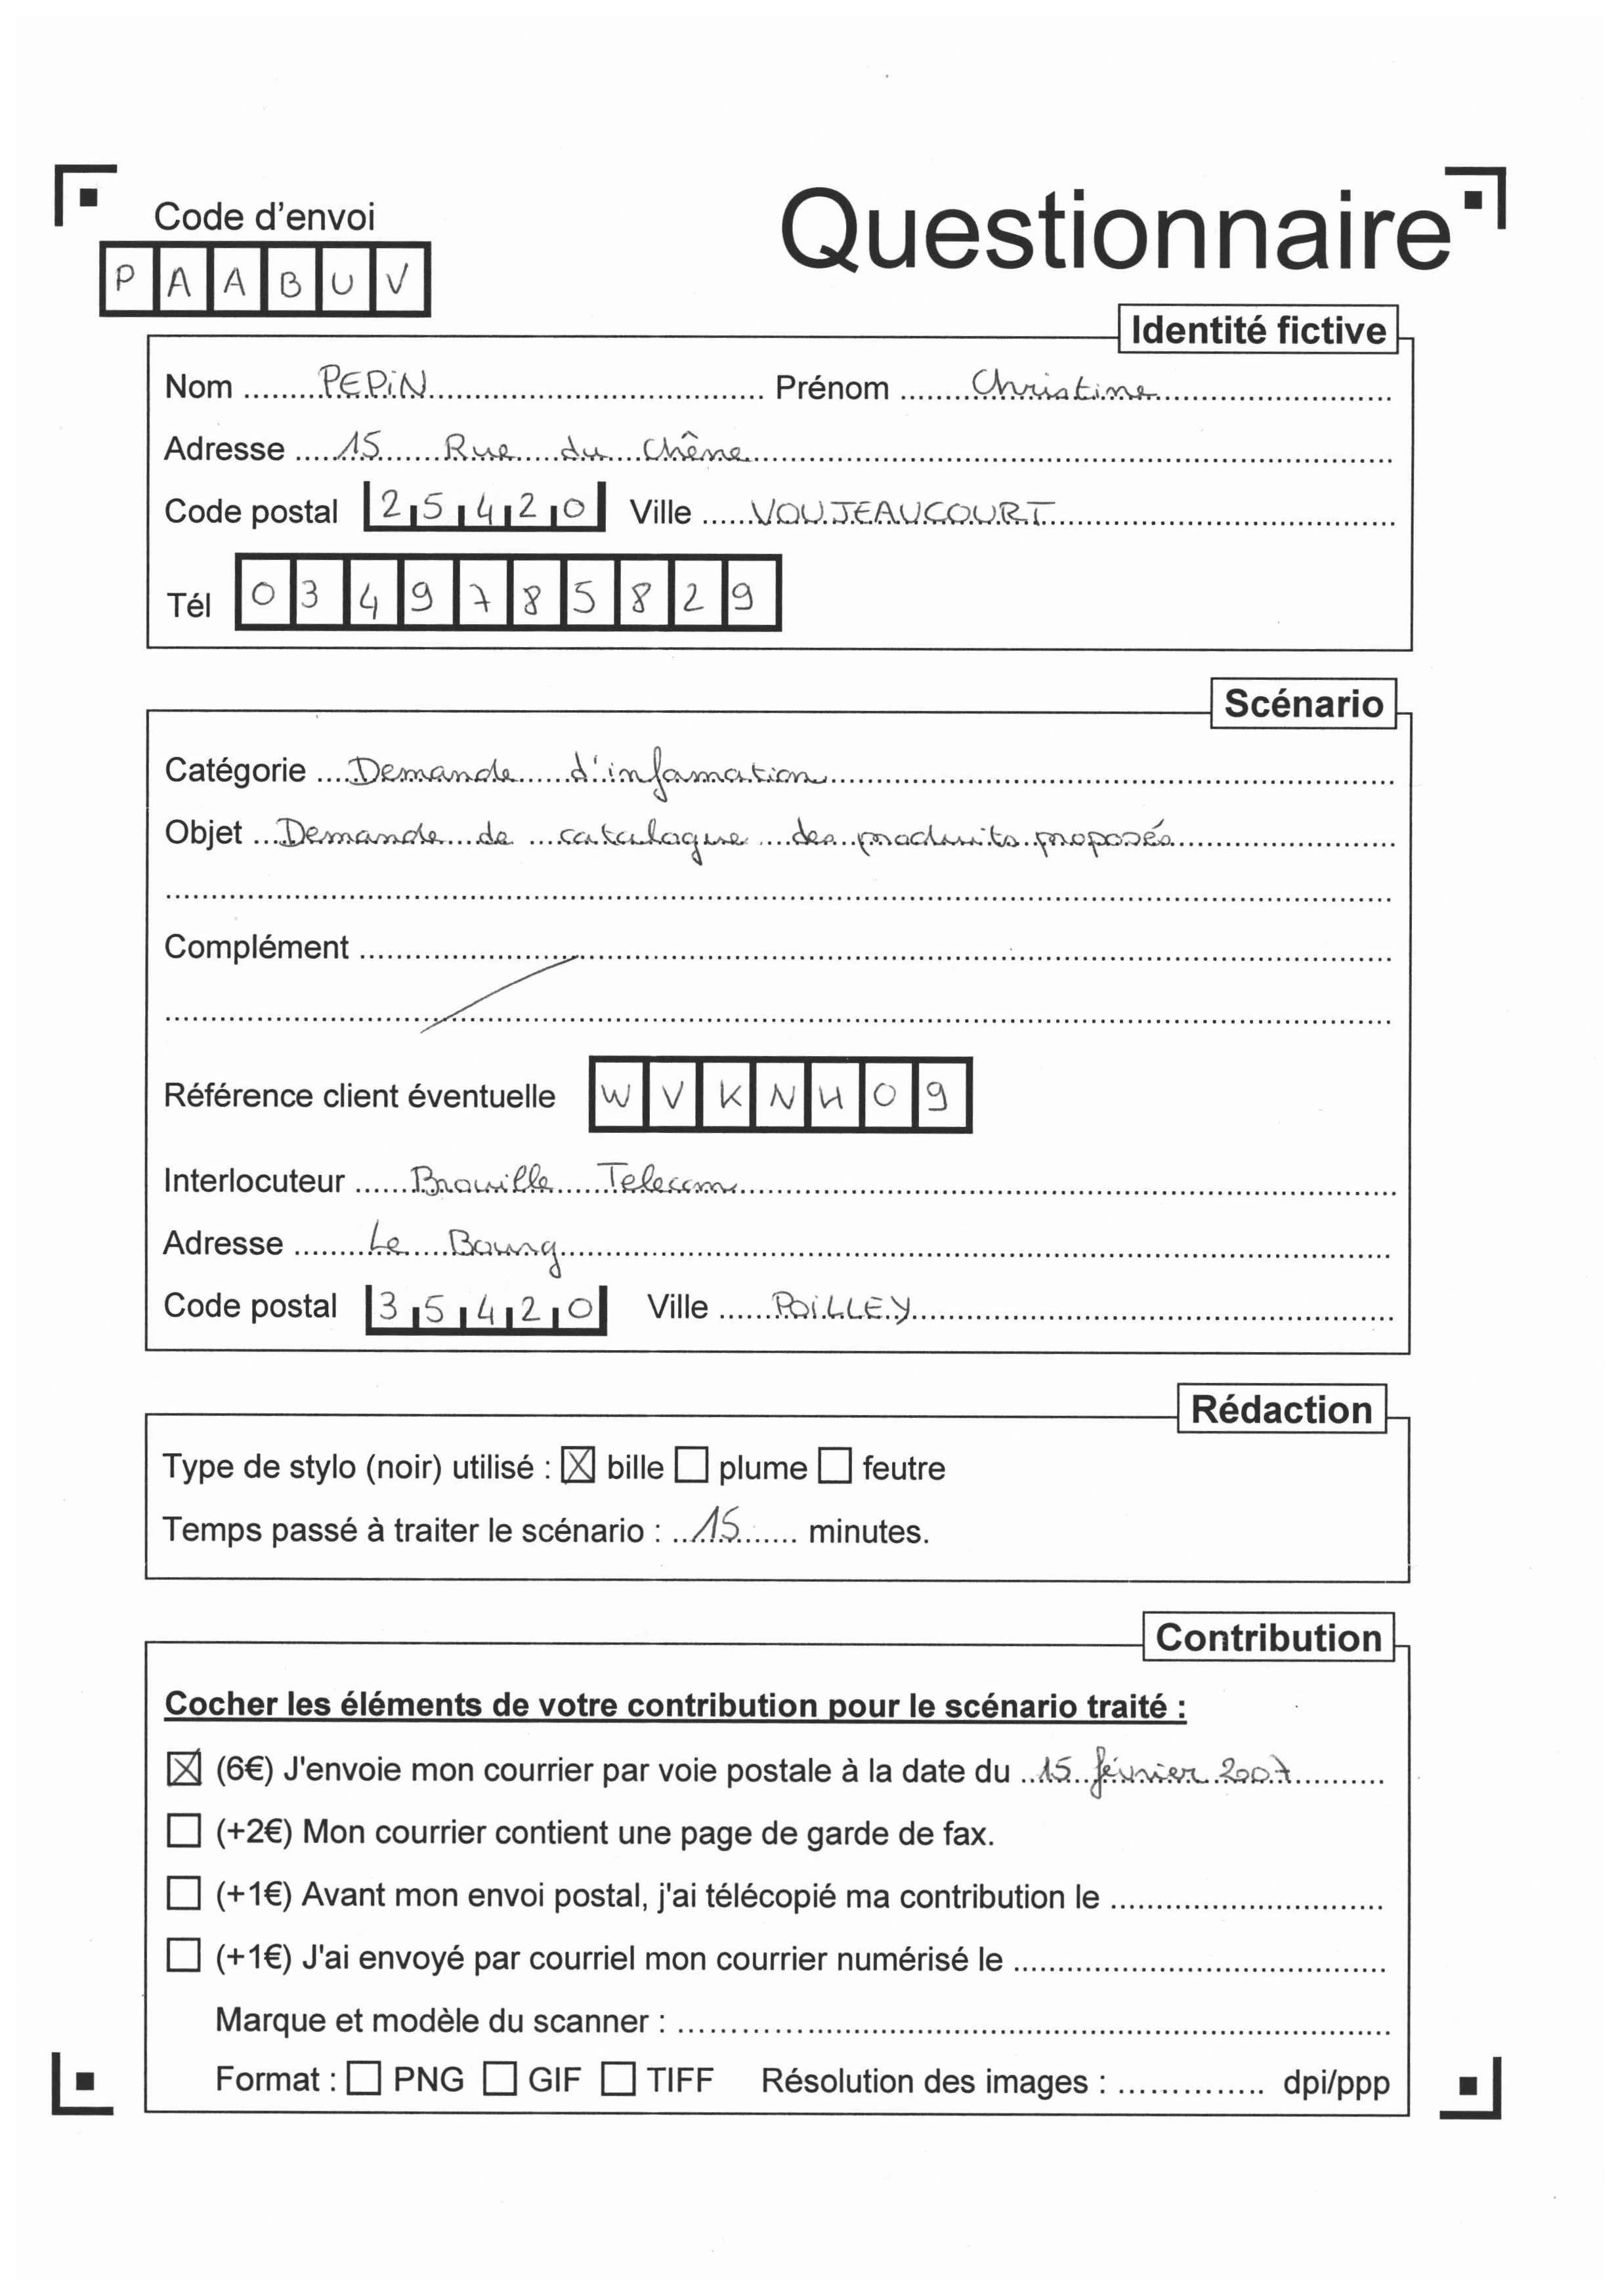 Code d'envoi
Questionnaire
P A A B U V
Identité fictive
Nom PEPiN Prénom Christine
Adresse 15 Rue du Chêne
Code postal 25420 Ville VOUJEAUCOURT
Tél 0349785829
Scénario
Catégorie Demande d'information
Objet Demande de catalogue des produits proposés
Complément
Référence client éventuelle W V K N H 0 9
Interlocuteur Brouille Telecom
Adresse Le Bourg
Code postal 35420 Ville POiLLEY
Rédaction
Type de stylo (noir) utilisé : ☒ bille ☐ plume ☐ feutre
Temps passé à traiter le scénario : 15 minutes.
Contribution
Cocher les éléments de votre contribution pour le scénario traité :
☒ (6€) J'envoie mon courrier par voie postale à la date du 15 février 2007
☐ (+2€) Mon courrier contient une page de garde de fax.
☐ (+1€) Avant mon envoi postal, j'ai télécopié ma contribution le
☐ (+1€) J'ai envoyé par courriel mon courrier numérisé le
Marque et modèle du scanner :
Format : ☐ PNG ☐ GIF ☐ TIFF Résolution des images : dpi/ppp